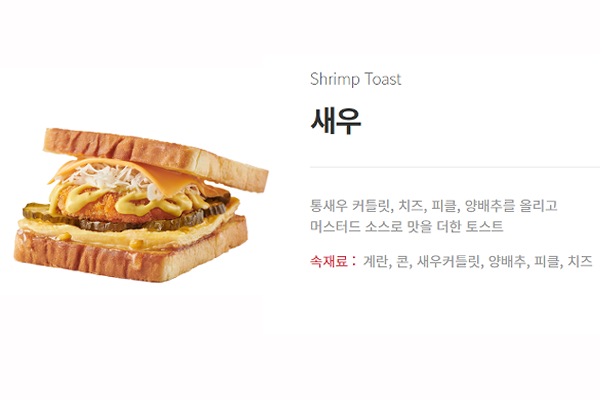 Shrimp Toast
새우
통새우 커틀릿, 치즈, 피클, 양배추를 올리고
머스터드 소스로 맛을 더한 토스트
속재료 : 계란, 콘, 새우커틀릿, 양배추, 피클, 치즈